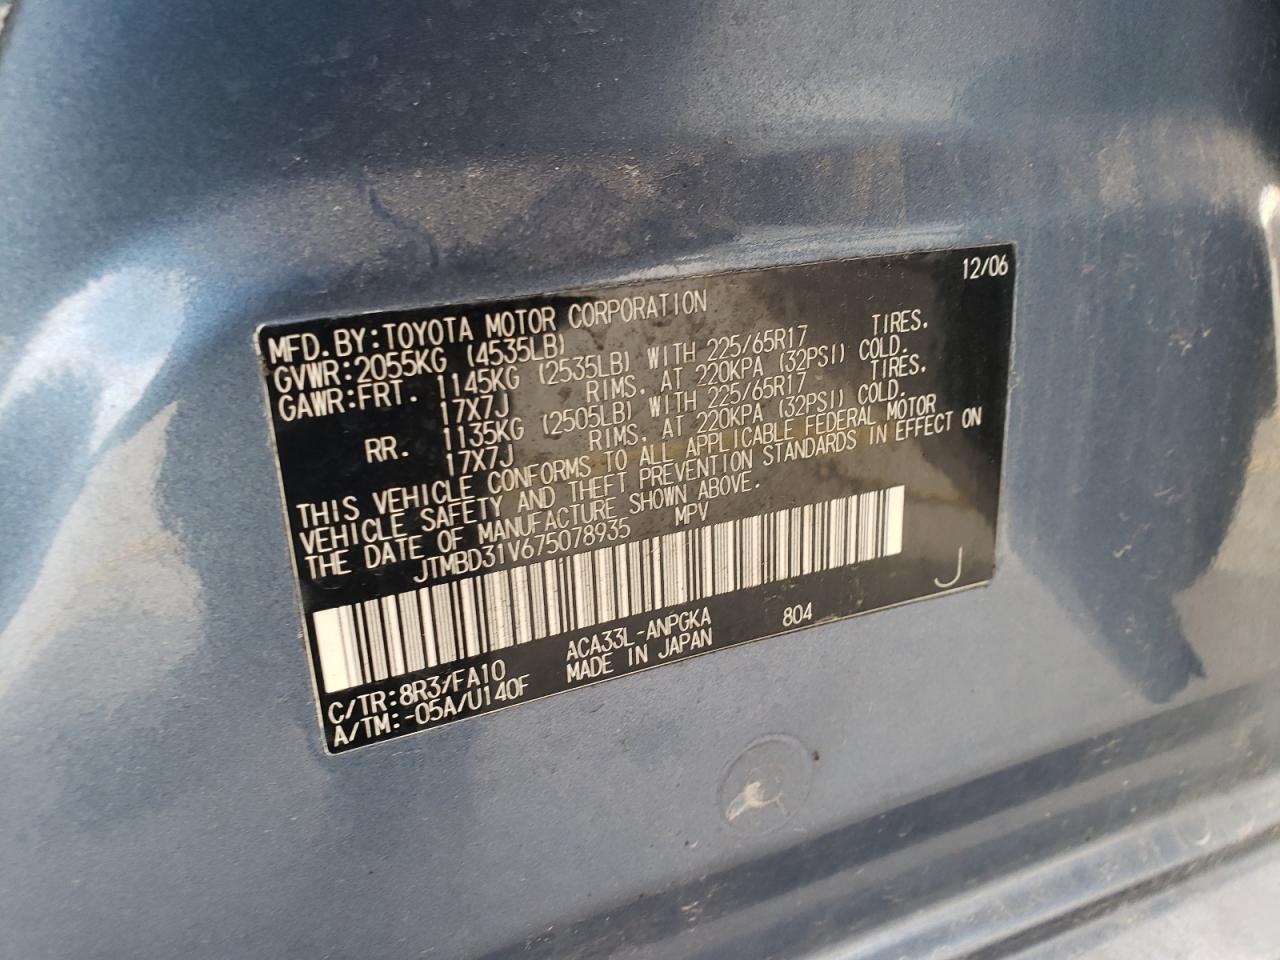 12/06
MFD.BY:TOYOTA MOTOR CORPORATION
GVWR:2055KG (4535LB)
GAWR:FRT. 1145KG (2535LB) WITH 225/65R17 TIRES.
17X7J RIMS, AT 220KPA (32PSI) COLD.
RR. 1135KG (2505LB) WITH 225/65R17 TIRES.
17X7J RIMS, AT 220KPA (32PSI) COLD.
THIS VEHICLE CONFORMS TO ALL APPLICABLE FEDERAL MOTOR
VEHICLE SAFETY AND THEFT PREVENTION STANDARDS IN EFFECT ON
THE DATE OF MANUFACTURE SHOWN ABOVE.
JTMBD31V675078935 MPV
J
C/TR:8R3/FA10 ACA33L-ANPGKA 804
A/TM:-05A/U140F MADE IN JAPAN